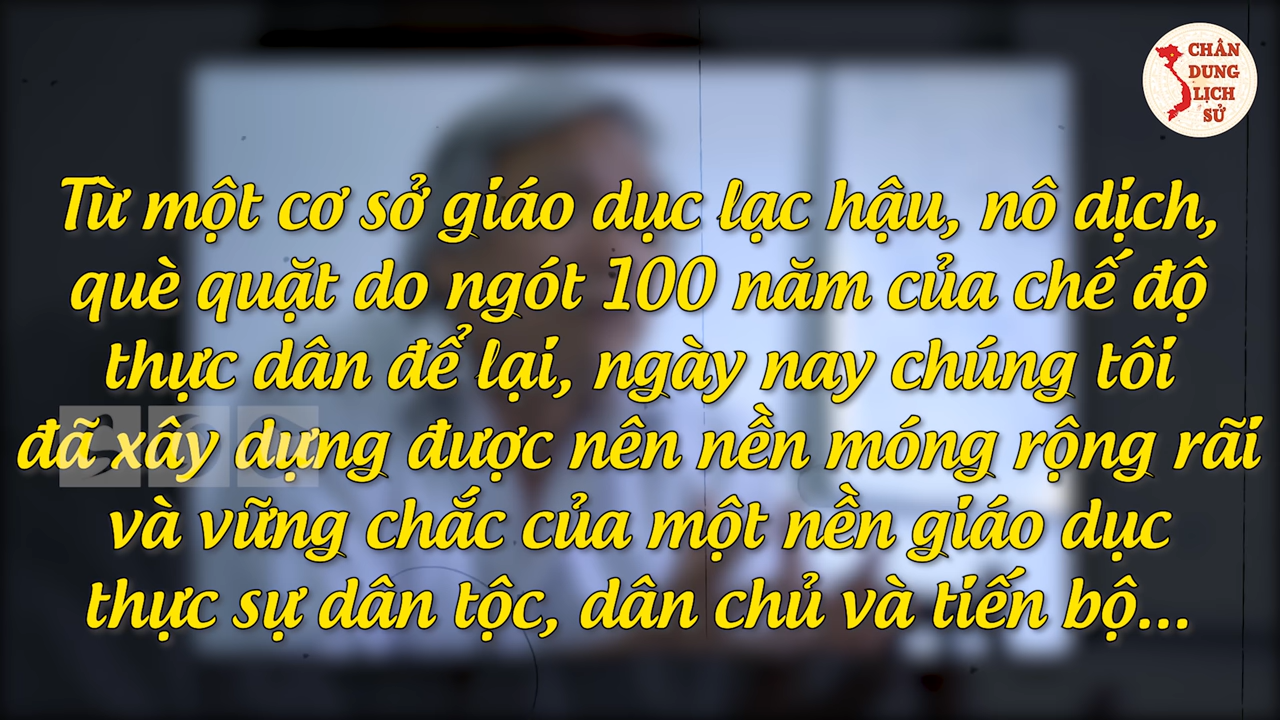 CHÂN
DUNG
LỊCH
SỬ
Từ một cơ sở giáo dục lạc hậu, nô dịch,
què quặt do ngót 100 năm của chế độ
thực dân để lại, ngày nay chúng tôi
đã xây dựng được nên nền móng rộng rãi
và vững chắc của một nền giáo dục
thực sự dân tộc, dân chủ và tiến bộ...